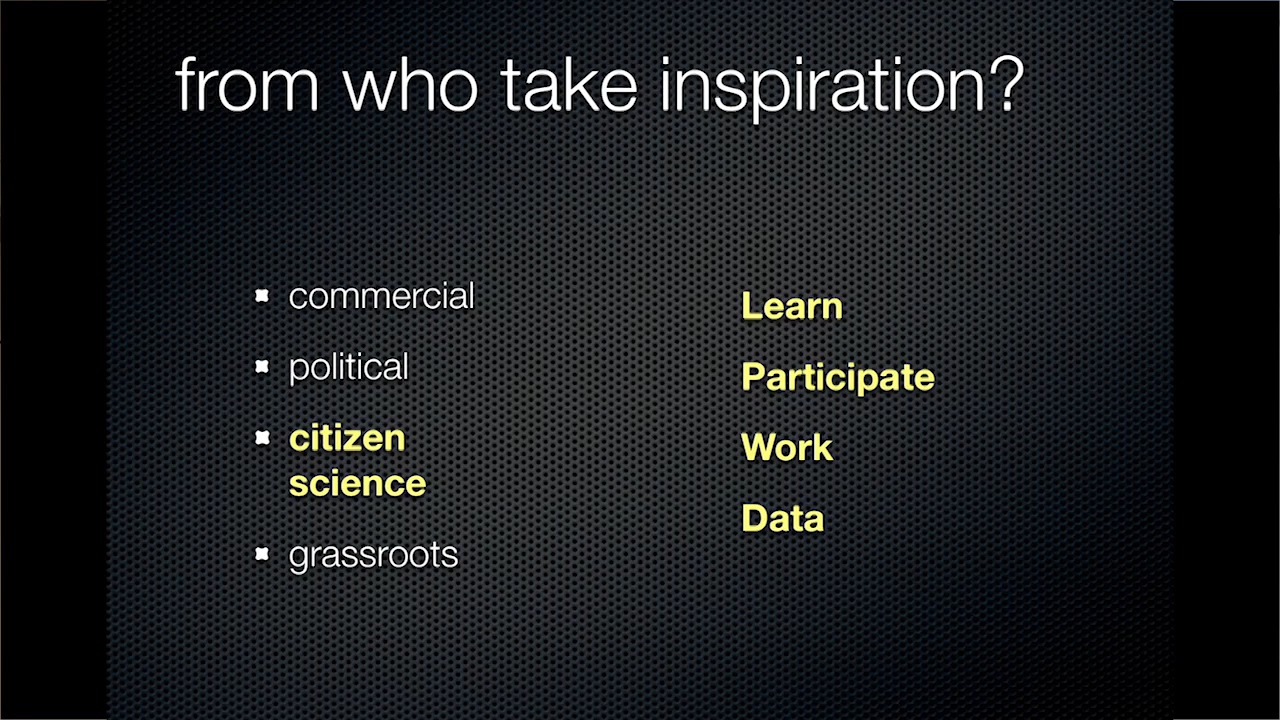 from who take inspiration?
commercial
political
citizen
science
grassroots
Learn
Participate
Work
Data